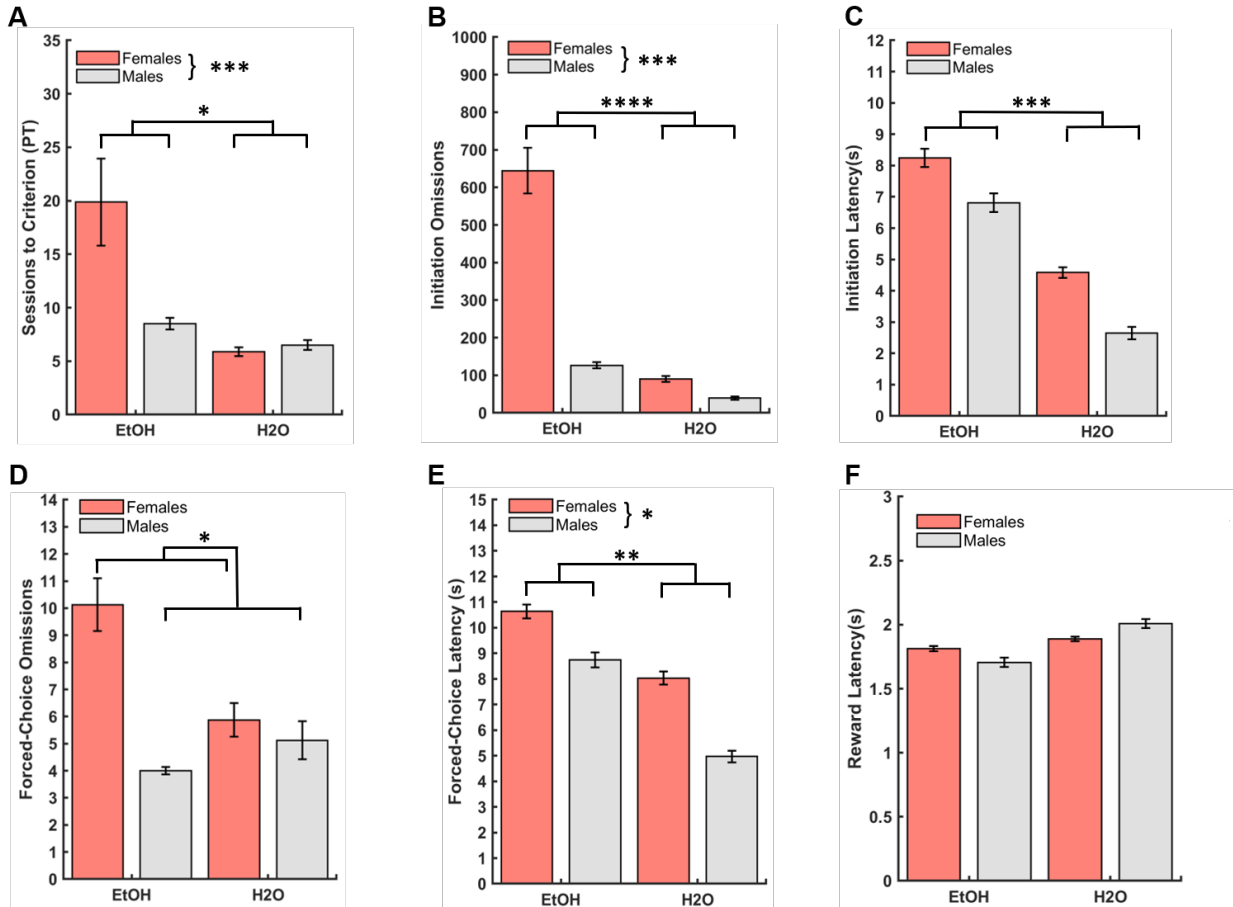 A
Sessions to Criterion (PT)
35
30
25
20
15
10
5
0
Females
Males
} ***
*
EtOH
H2O
B
Initiation Omissions
1000
900
800
700
600
500
400
300
200
100
0
Females
Males
} ***
****
EtOH
H2O
C
Initiation Latency(s)
12
11
10
9
8
7
6
5
4
3
2
1
0
Females
Males
***
EtOH
H2O
D
Forced-Choice Omissions
14
13
12
11
10
9
8
7
6
5
4
3
2
1
0
Females
Males
*
EtOH
H2O
E
Forced-Choice Latency (s)
15
14
13
12
11
10
9
8
7
6
5
4
3
2
1
0
Females
Males
} *
**
EtOH
H2O
F
Reward Latency(s)
3
2.5
2
1.5
1
0.5
0
Females
Males
EtOH
H2O